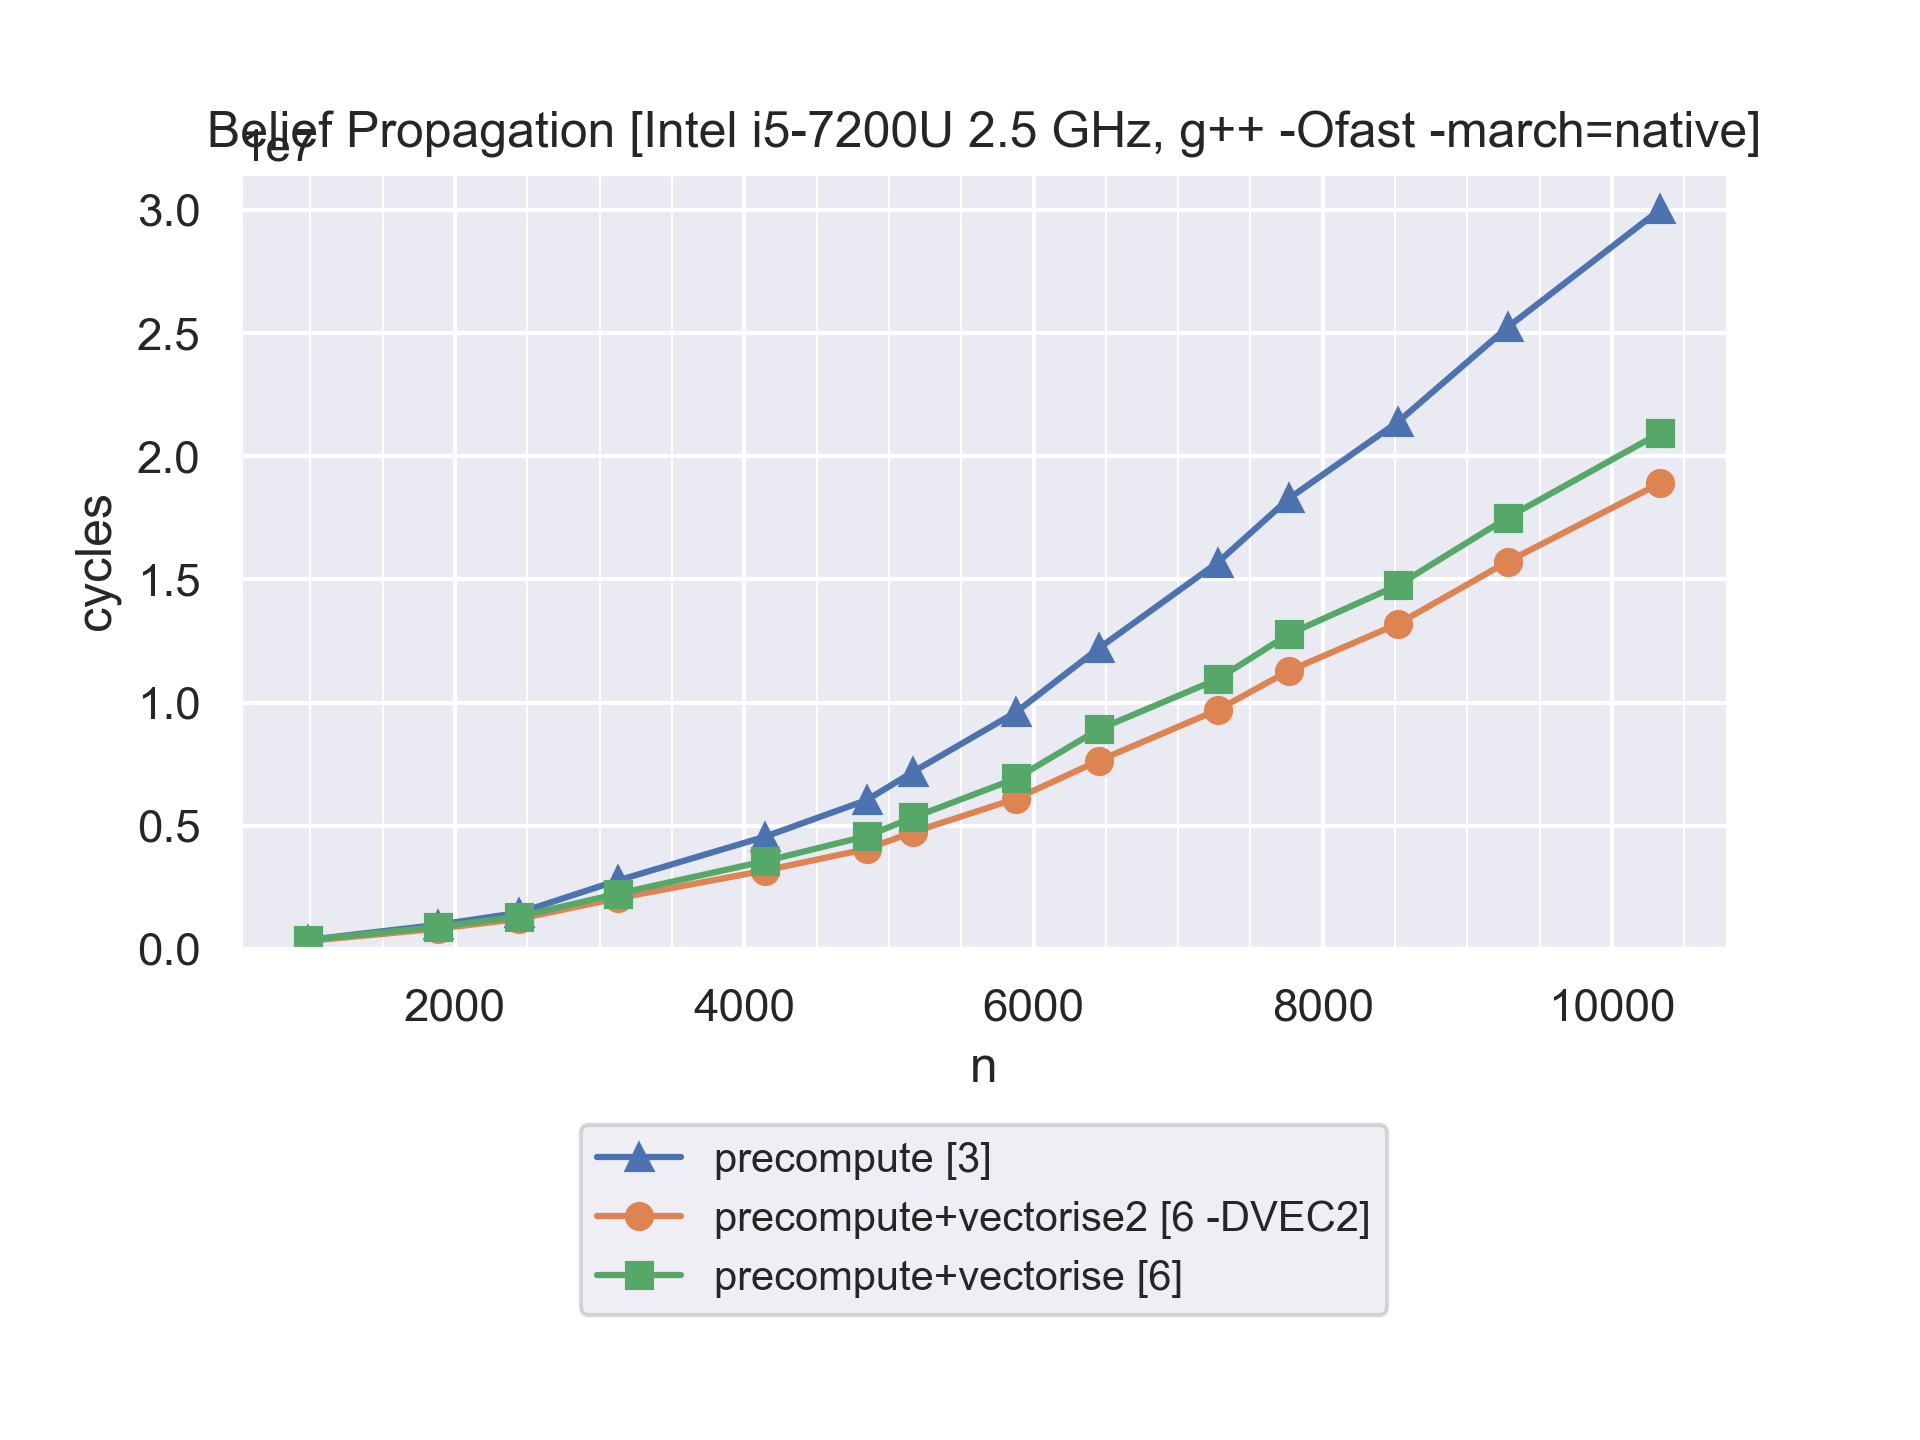 Belief Propagation [Intel i5-7200U 2.5 GHz, g++ -Ofast -march=native]
1e7
3.0
2.5
2.0
1.5
1.0
0.5
0.0
cycles
2000 4000 6000 8000 10000
n
precompute [3]
precompute+vectorise2 [6 -DVEC2]
precompute+vectorise [6]